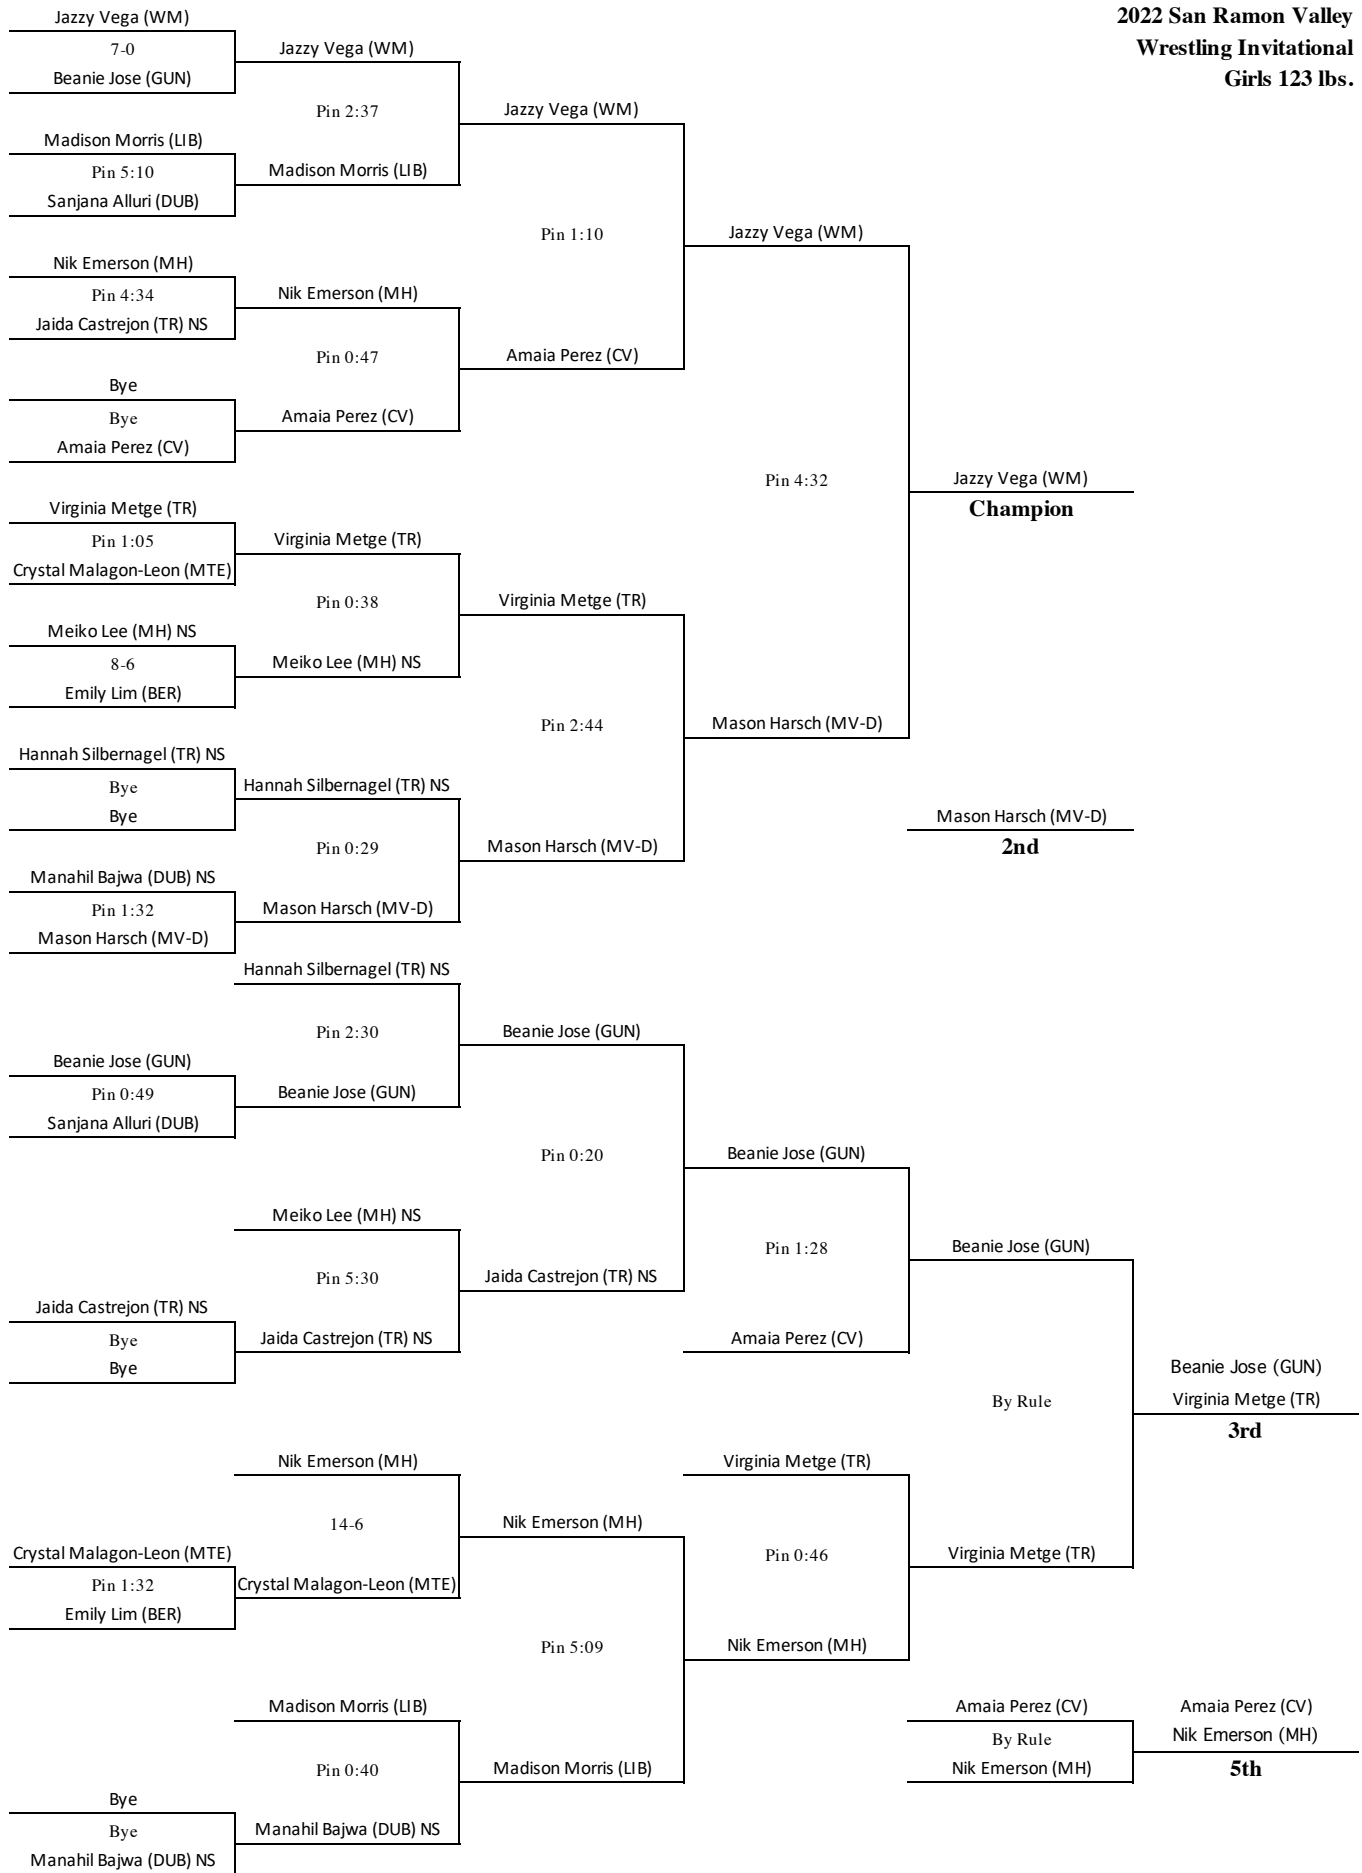 2022 San Ramon Valley
Wrestling Invitational
Girls 123 lbs.
Jazzy Vega (WM)
7-0
Beanie Jose (GUN)
Jazzy Vega (WM)
Pin 2:37
Jazzy Vega (WM)
Madison Morris (LIB)
Pin 5:10
Sanjana Alluri (DUB)
Madison Morris (LIB)
Pin 1:10
Jazzy Vega (WM)
Nik Emerson (MH)
Pin 4:34
Jaida Castrejon (TR) NS
Nik Emerson (MH)
Pin 0:47
Amaia Perez (CV)
Bye
Bye
Amaia Perez (CV)
Amaia Perez (CV)
Pin 4:32
Jazzy Vega (WM)
Champion
Virginia Metge (TR)
Pin 1:05
Crystal Malagon-Leon (MTE)
Virginia Metge (TR)
Pin 0:38
Virginia Metge (TR)
Meiko Lee (MH) NS
8-6
Emily Lim (BER)
Meiko Lee (MH) NS
Pin 2:44
Mason Harsch (MV-D)
Hannah Silbernagel (TR) NS
Bye
Bye
Hannah Silbernagel (TR) NS
Pin 0:29
Mason Harsch (MV-D)
Mason Harsch (MV-D)
2nd
Manahil Bajwa (DUB) NS
Pin 1:32
Mason Harsch (MV-D)
Mason Harsch (MV-D)
Hannah Silbernagel (TR) NS
Pin 2:30
Beanie Jose (GUN)
Beanie Jose (GUN)
Pin 0:49
Sanjana Alluri (DUB)
Beanie Jose (GUN)
Pin 0:20
Beanie Jose (GUN)
Meiko Lee (MH) NS
Pin 5:30
Jaida Castrejon (TR) NS
Pin 1:28
Beanie Jose (GUN)
Jaida Castrejon (TR) NS
Bye
Bye
Jaida Castrejon (TR) NS
Amaia Perez (CV)
By Rule
Beanie Jose (GUN)
Virginia Metge (TR)
3rd
Nik Emerson (MH)
14-6
Nik Emerson (MH)
Virginia Metge (TR)
Pin 0:46
Virginia Metge (TR)
Crystal Malagon-Leon (MTE)
Pin 1:32
Emily Lim (BER)
Crystal Malagon-Leon (MTE)
Pin 5:09
Nik Emerson (MH)
Madison Morris (LIB)
Pin 0:40
Madison Morris (LIB)
Amaia Perez (CV)
By Rule
Nik Emerson (MH)
Amaia Perez (CV)
Nik Emerson (MH)
5th
Bye
Bye
Manahil Bajwa (DUB) NS
Manahil Bajwa (DUB) NS